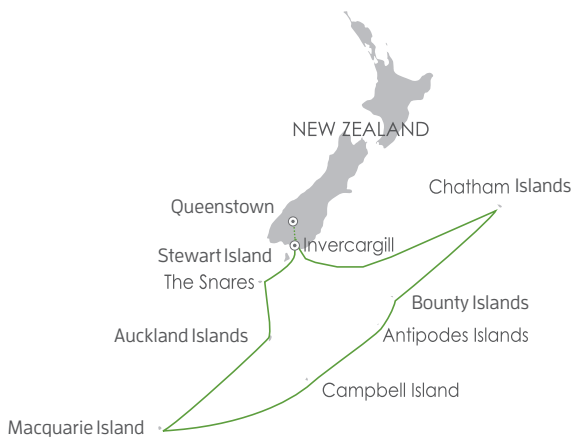 NEW ZEALAND
Chatham Islands
Queenstown
Invercargill
Stewart Island
The Snares
Bounty Islands
Auckland Islands
Antipodes Islands
Campbell Island
Macquarie Island